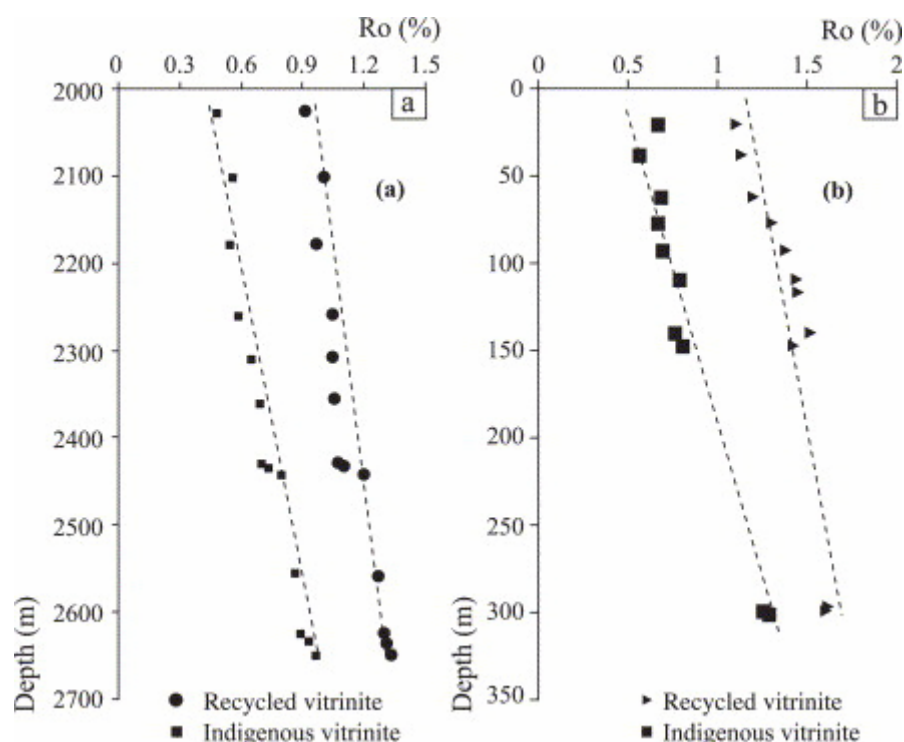 Ro (%)
0 0.3 0.6 0.9 1.2 1.5
2000
2100
2200
2300
2400
2500
2600
2700
Depth (m)
a
(a)
Recycled vitrinite
Indigenous vitrinite
Ro (%)
0 0.5 1 1.5 2
0
50
100
150
200
250
300
350
Depth (m)
b
(b)
Recycled vitrinite
Indigenous vitrinite